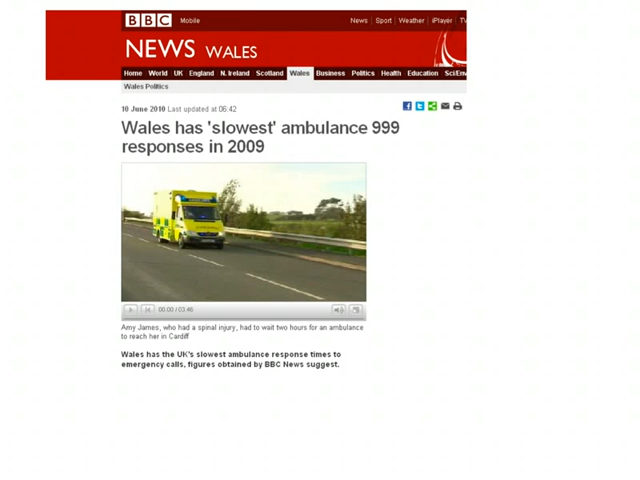 BBC Mobile News Sport Weather iPlayer TV
NEWS WALES
Home World UK England N. Ireland Scotland Wales Business Politics Health Education Sci/Env
Wales Politics
10 June 2010 Last updated at 06:42
Wales has 'slowest' ambulance 999
responses in 2009
00:00 / 03:46
Amy James, who had a spinal injury, had to wait two hours for an ambulance
to reach her in Cardiff
Wales has the UK's slowest ambulance response times to
emergency calls, figures obtained by BBC News suggest.